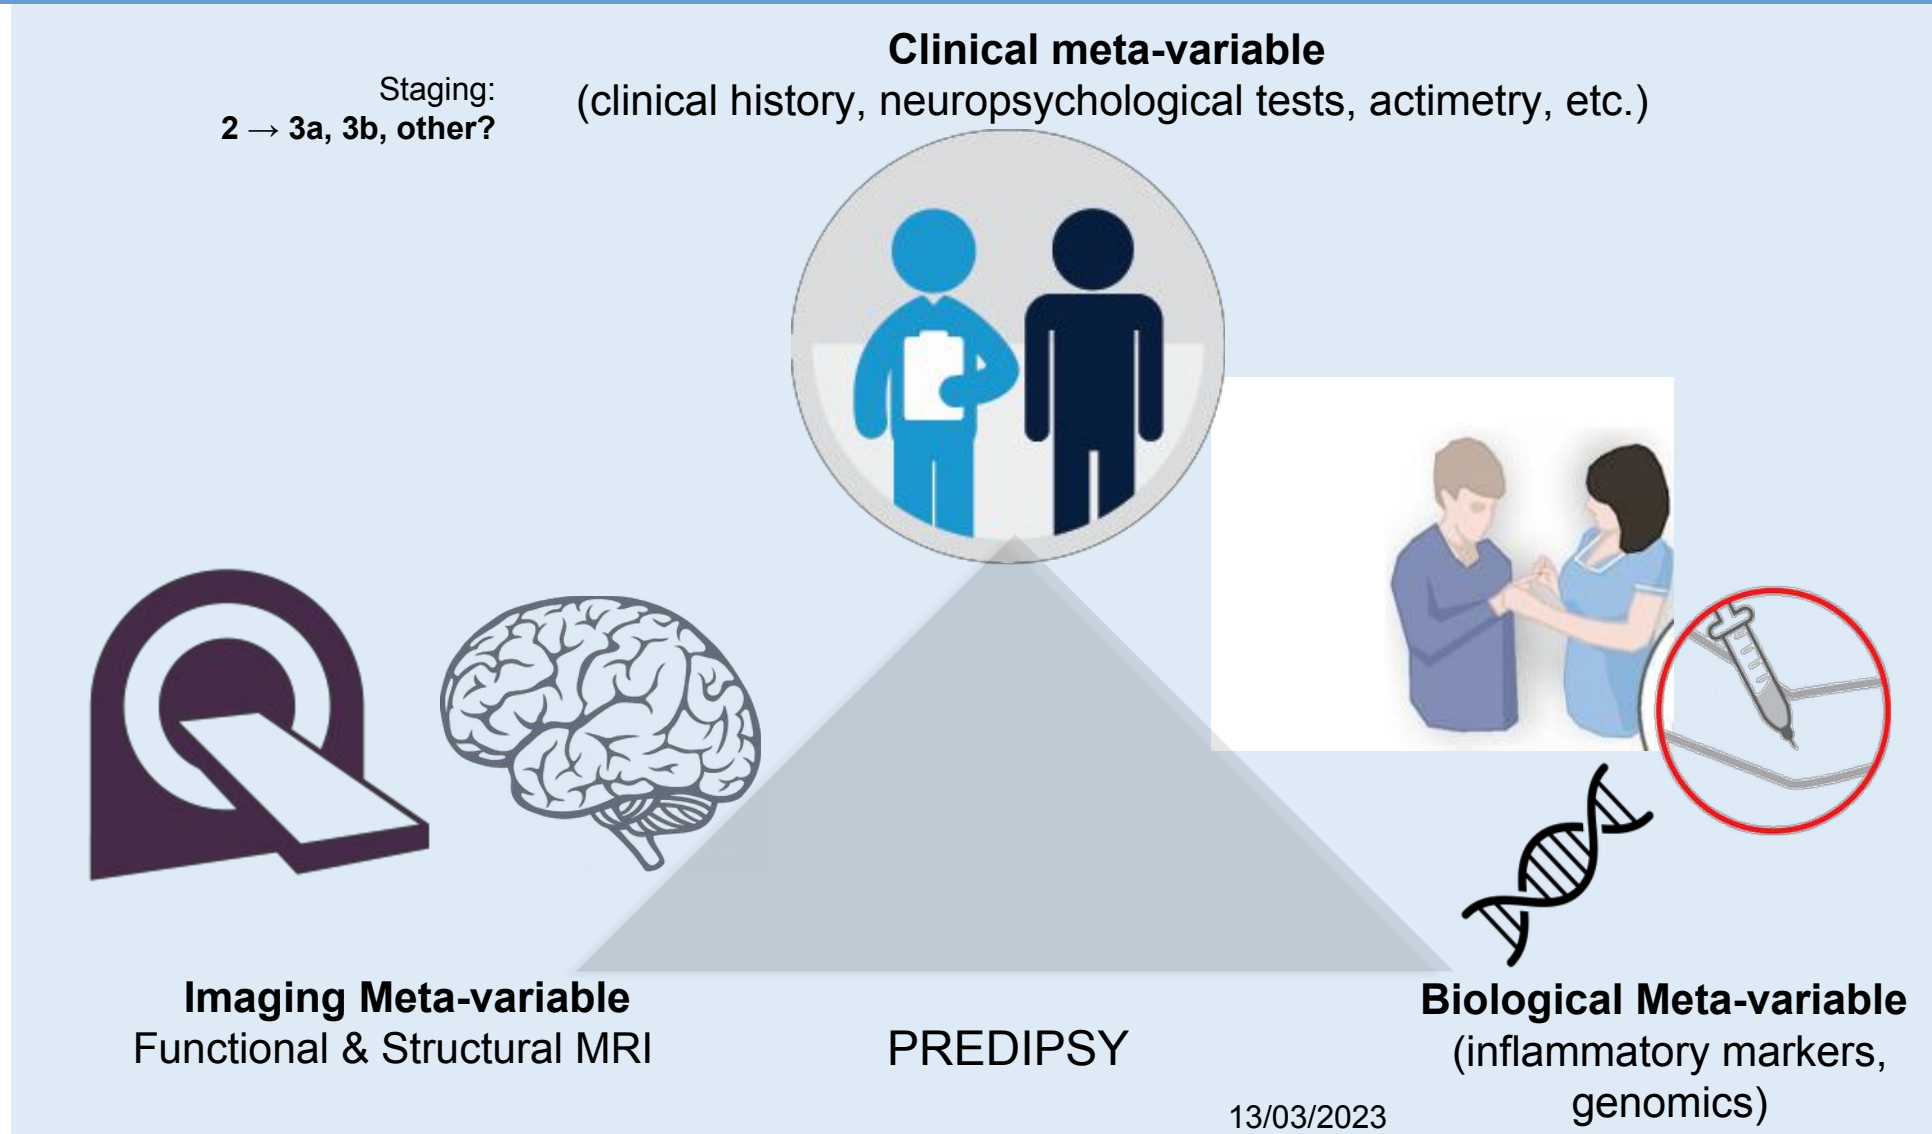 Clinical meta-variable
(clinical history, neuropsychological tests, actimetry, etc.)
Staging:
2 → 3a, 3b, other?
Imaging Meta-variable
Functional & Structural MRI
PREDIPSY
Biological Meta-variable
(inflammatory markers,
genomics)
13/03/2023